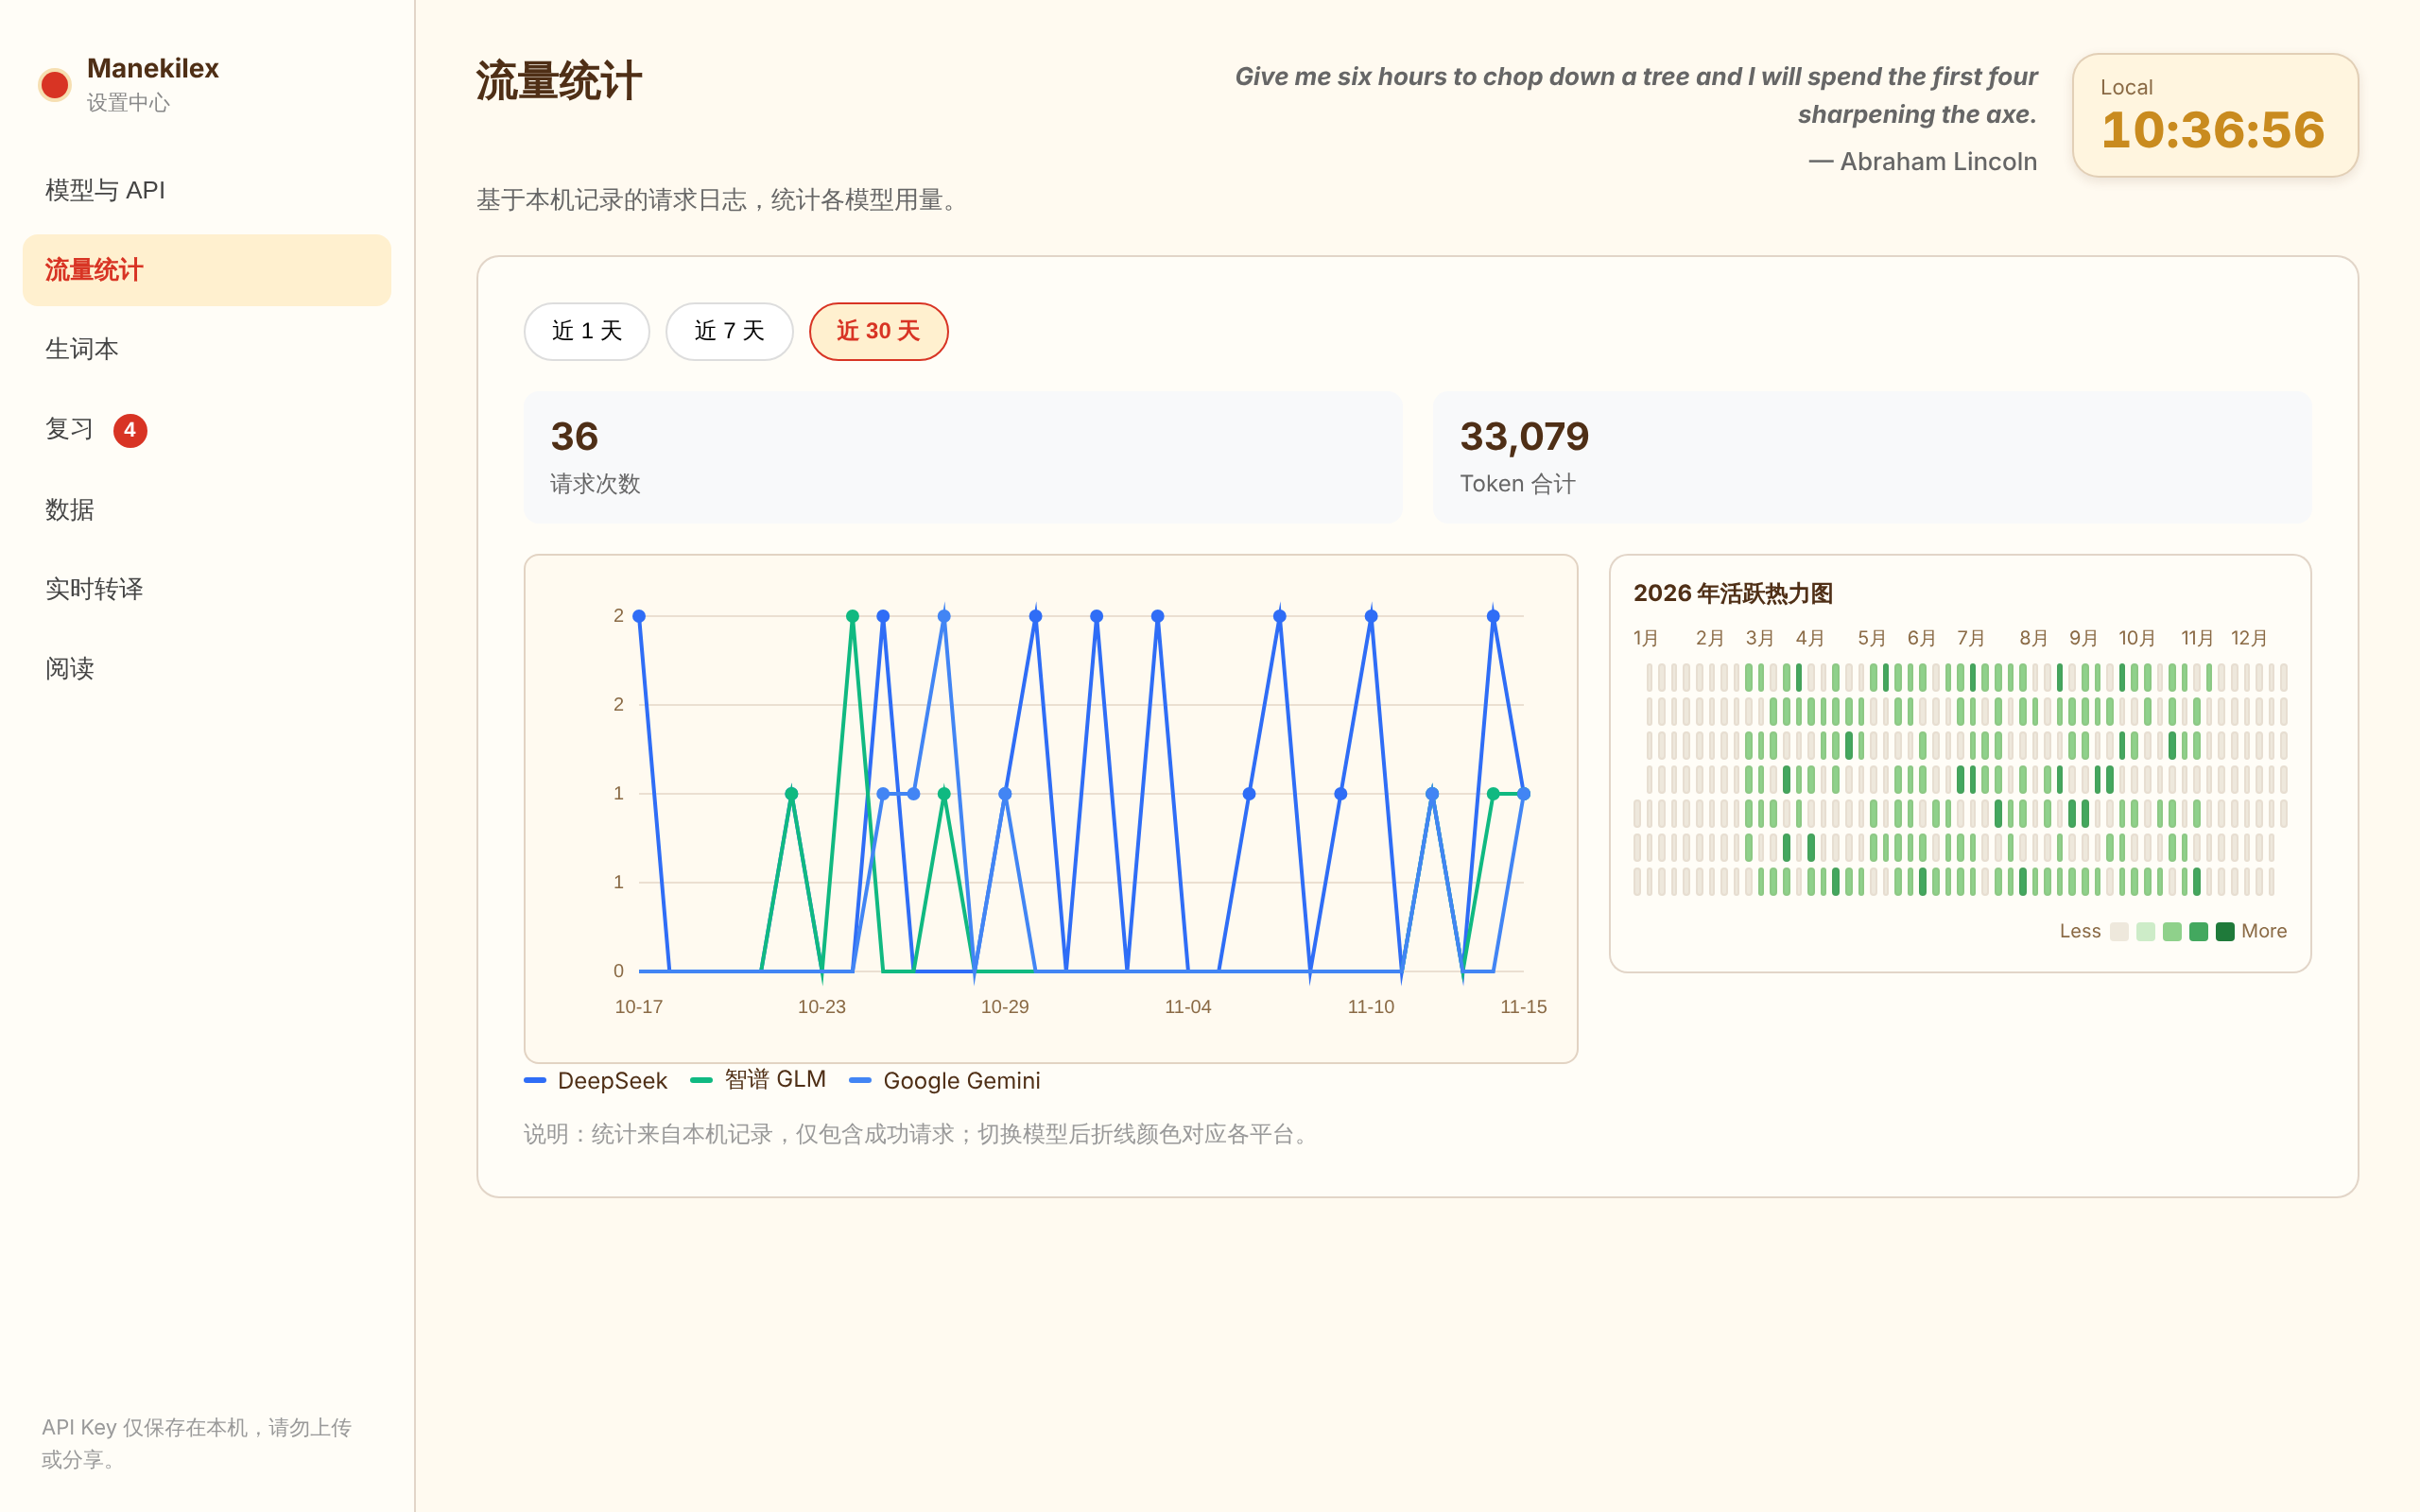 Manekilex
设置中心
模型与 API
流量统计
生词本
复习 4
数据
实时转译
阅读
API Key 仅保存在本机，请勿上传
或分享。
流量统计
Give me six hours to chop down a tree and I will spend the first four
sharpening the axe.
— Abraham Lincoln
Local
10:36:56
基于本机记录的请求日志，统计各模型用量。
近 1 天 近 7 天 近 30 天
36
请求次数
33,079
Token 合计
2
2
1
1
0
10-17 10-23 10-29 11-04 11-10 11-15
DeepSeek 智谱 GLM Google Gemini
说明：统计来自本机记录，仅包含成功请求；切换模型后折线颜色对应各平台。
2026 年活跃热力图
1月 2月 3月 4月 5月 6月 7月 8月 9月 10月 11月 12月
Less More